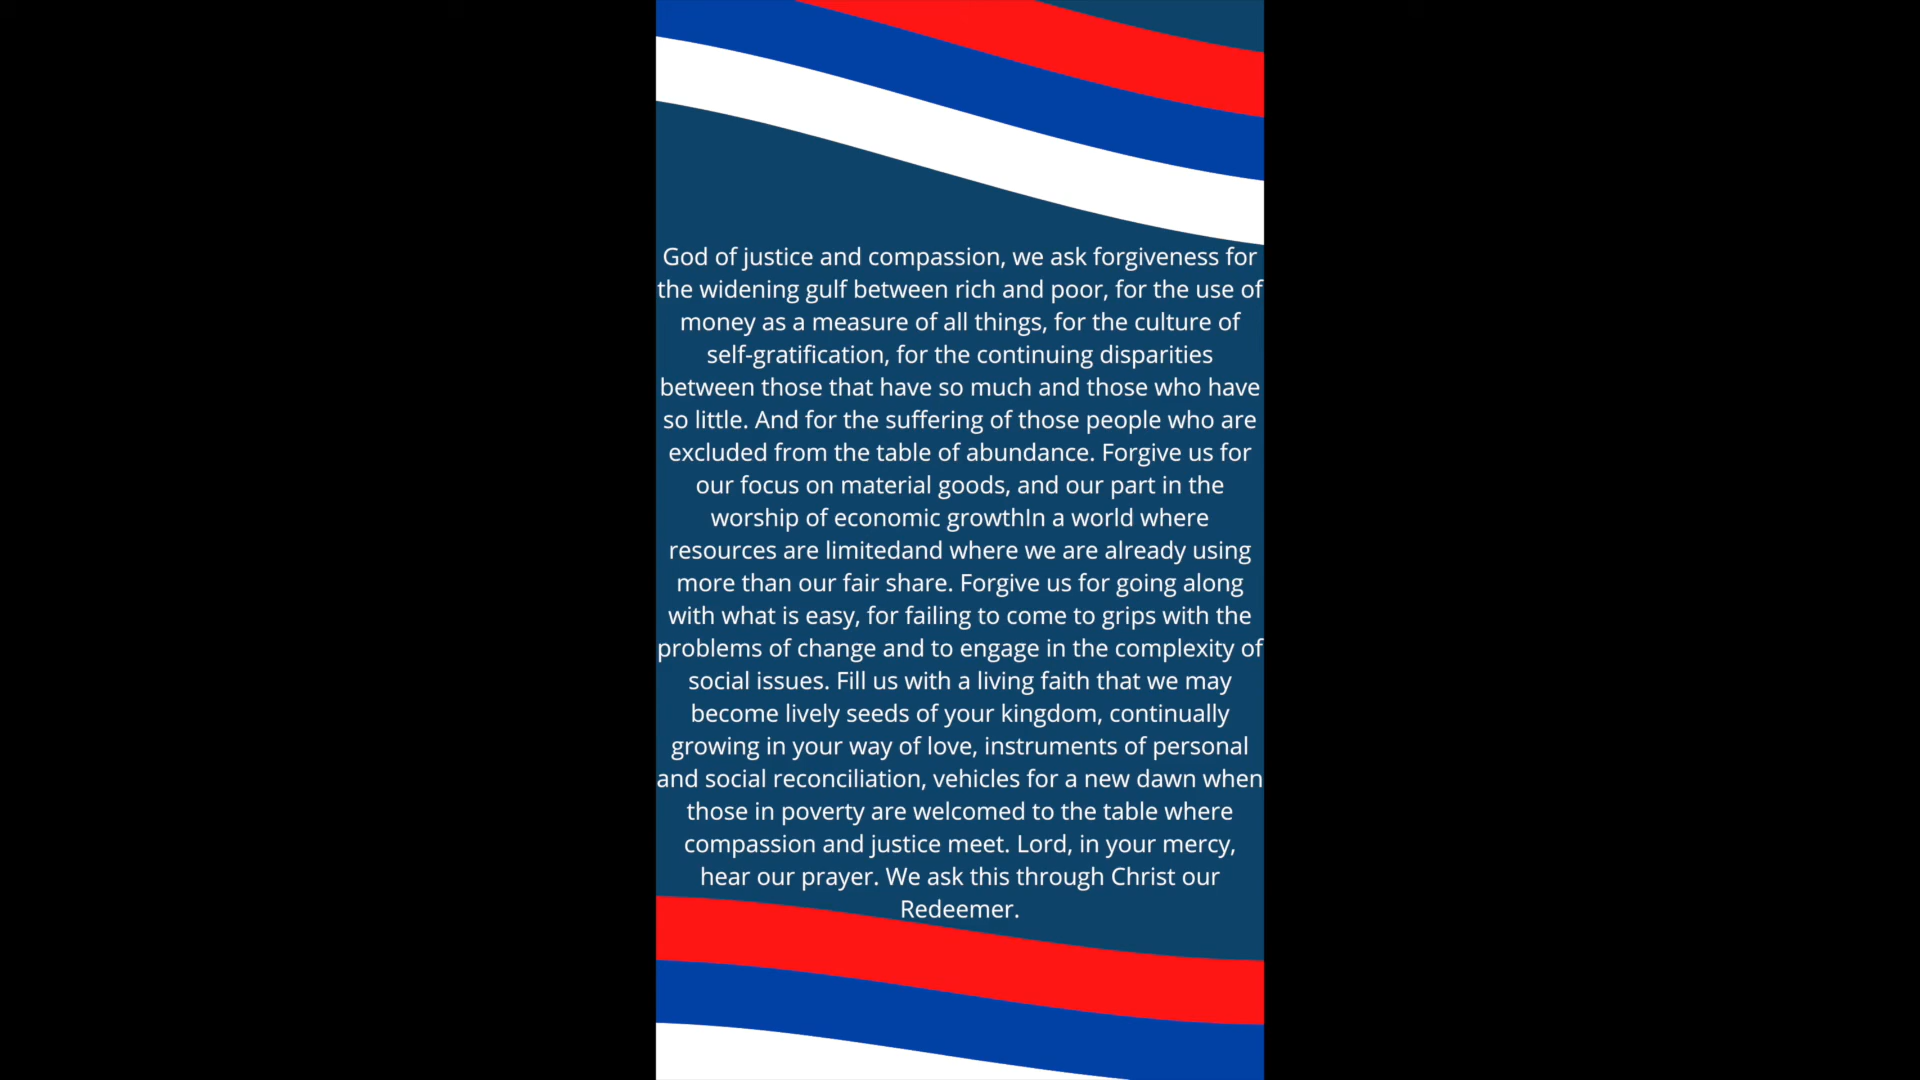 God of justice and compassion, we ask forgiveness for
the widening gulf between rich and poor, for the use of
money as a measure of all things, for the culture of
self-gratification, for the continuing disparities
between those that have so much and those who have
so little. And for the suffering of those people who are
excluded from the table of abundance. Forgive us for
our focus on material goods, and our part in the
worship of economic growthIn a world where
resources are limitedand where we are already using
more than our fair share. Forgive us for going along
with what is easy, for failing to come to grips with the
problems of change and to engage in the complexity of
social issues. Fill us with a living faith that we may
become lively seeds of your kingdom, continually
growing in your way of love, instruments of personal
and social reconciliation, vehicles for a new dawn when
those in poverty are welcomed to the table where
compassion and justice meet. Lord, in your mercy,
hear our prayer. We ask this through Christ our
Redeemer.